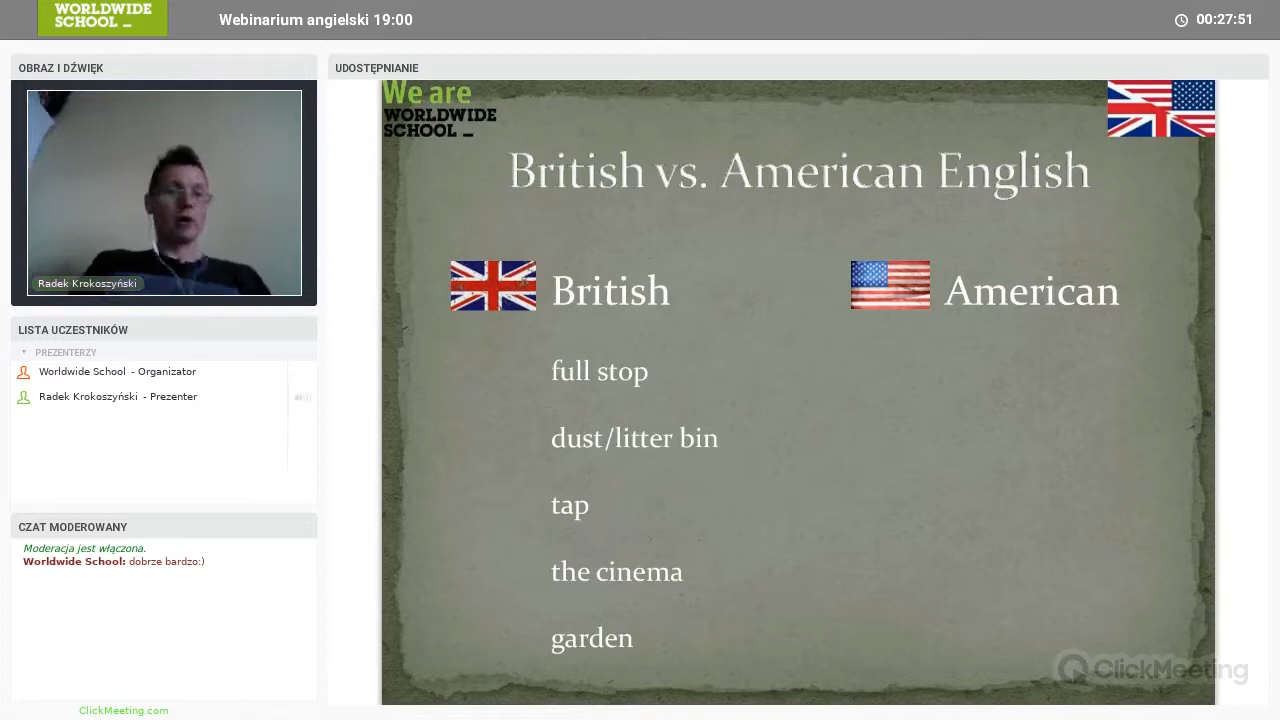 WORLDWIDE
SCHOOL _
Webinarium angielski 19:00
00:27:51
OBRAZ I DŹWIĘK
Radek Krokoszyński
LISTA UCZESTNIKÓW
PREZENTERZY
Worldwide School - Organizator
Radek Krokoszyński - Prezenter
CZAT MODEROWANY
Moderacja jest włączona.
Worldwide School: dobrze bardzo:)
ClickMeeting.com
UDOSTĘPNIANIE
We are
WORLDWIDE
SCHOOL _
British vs. American English
British
American
full stop
dust/litter bin
tap
the cinema
garden
ClickMeeting